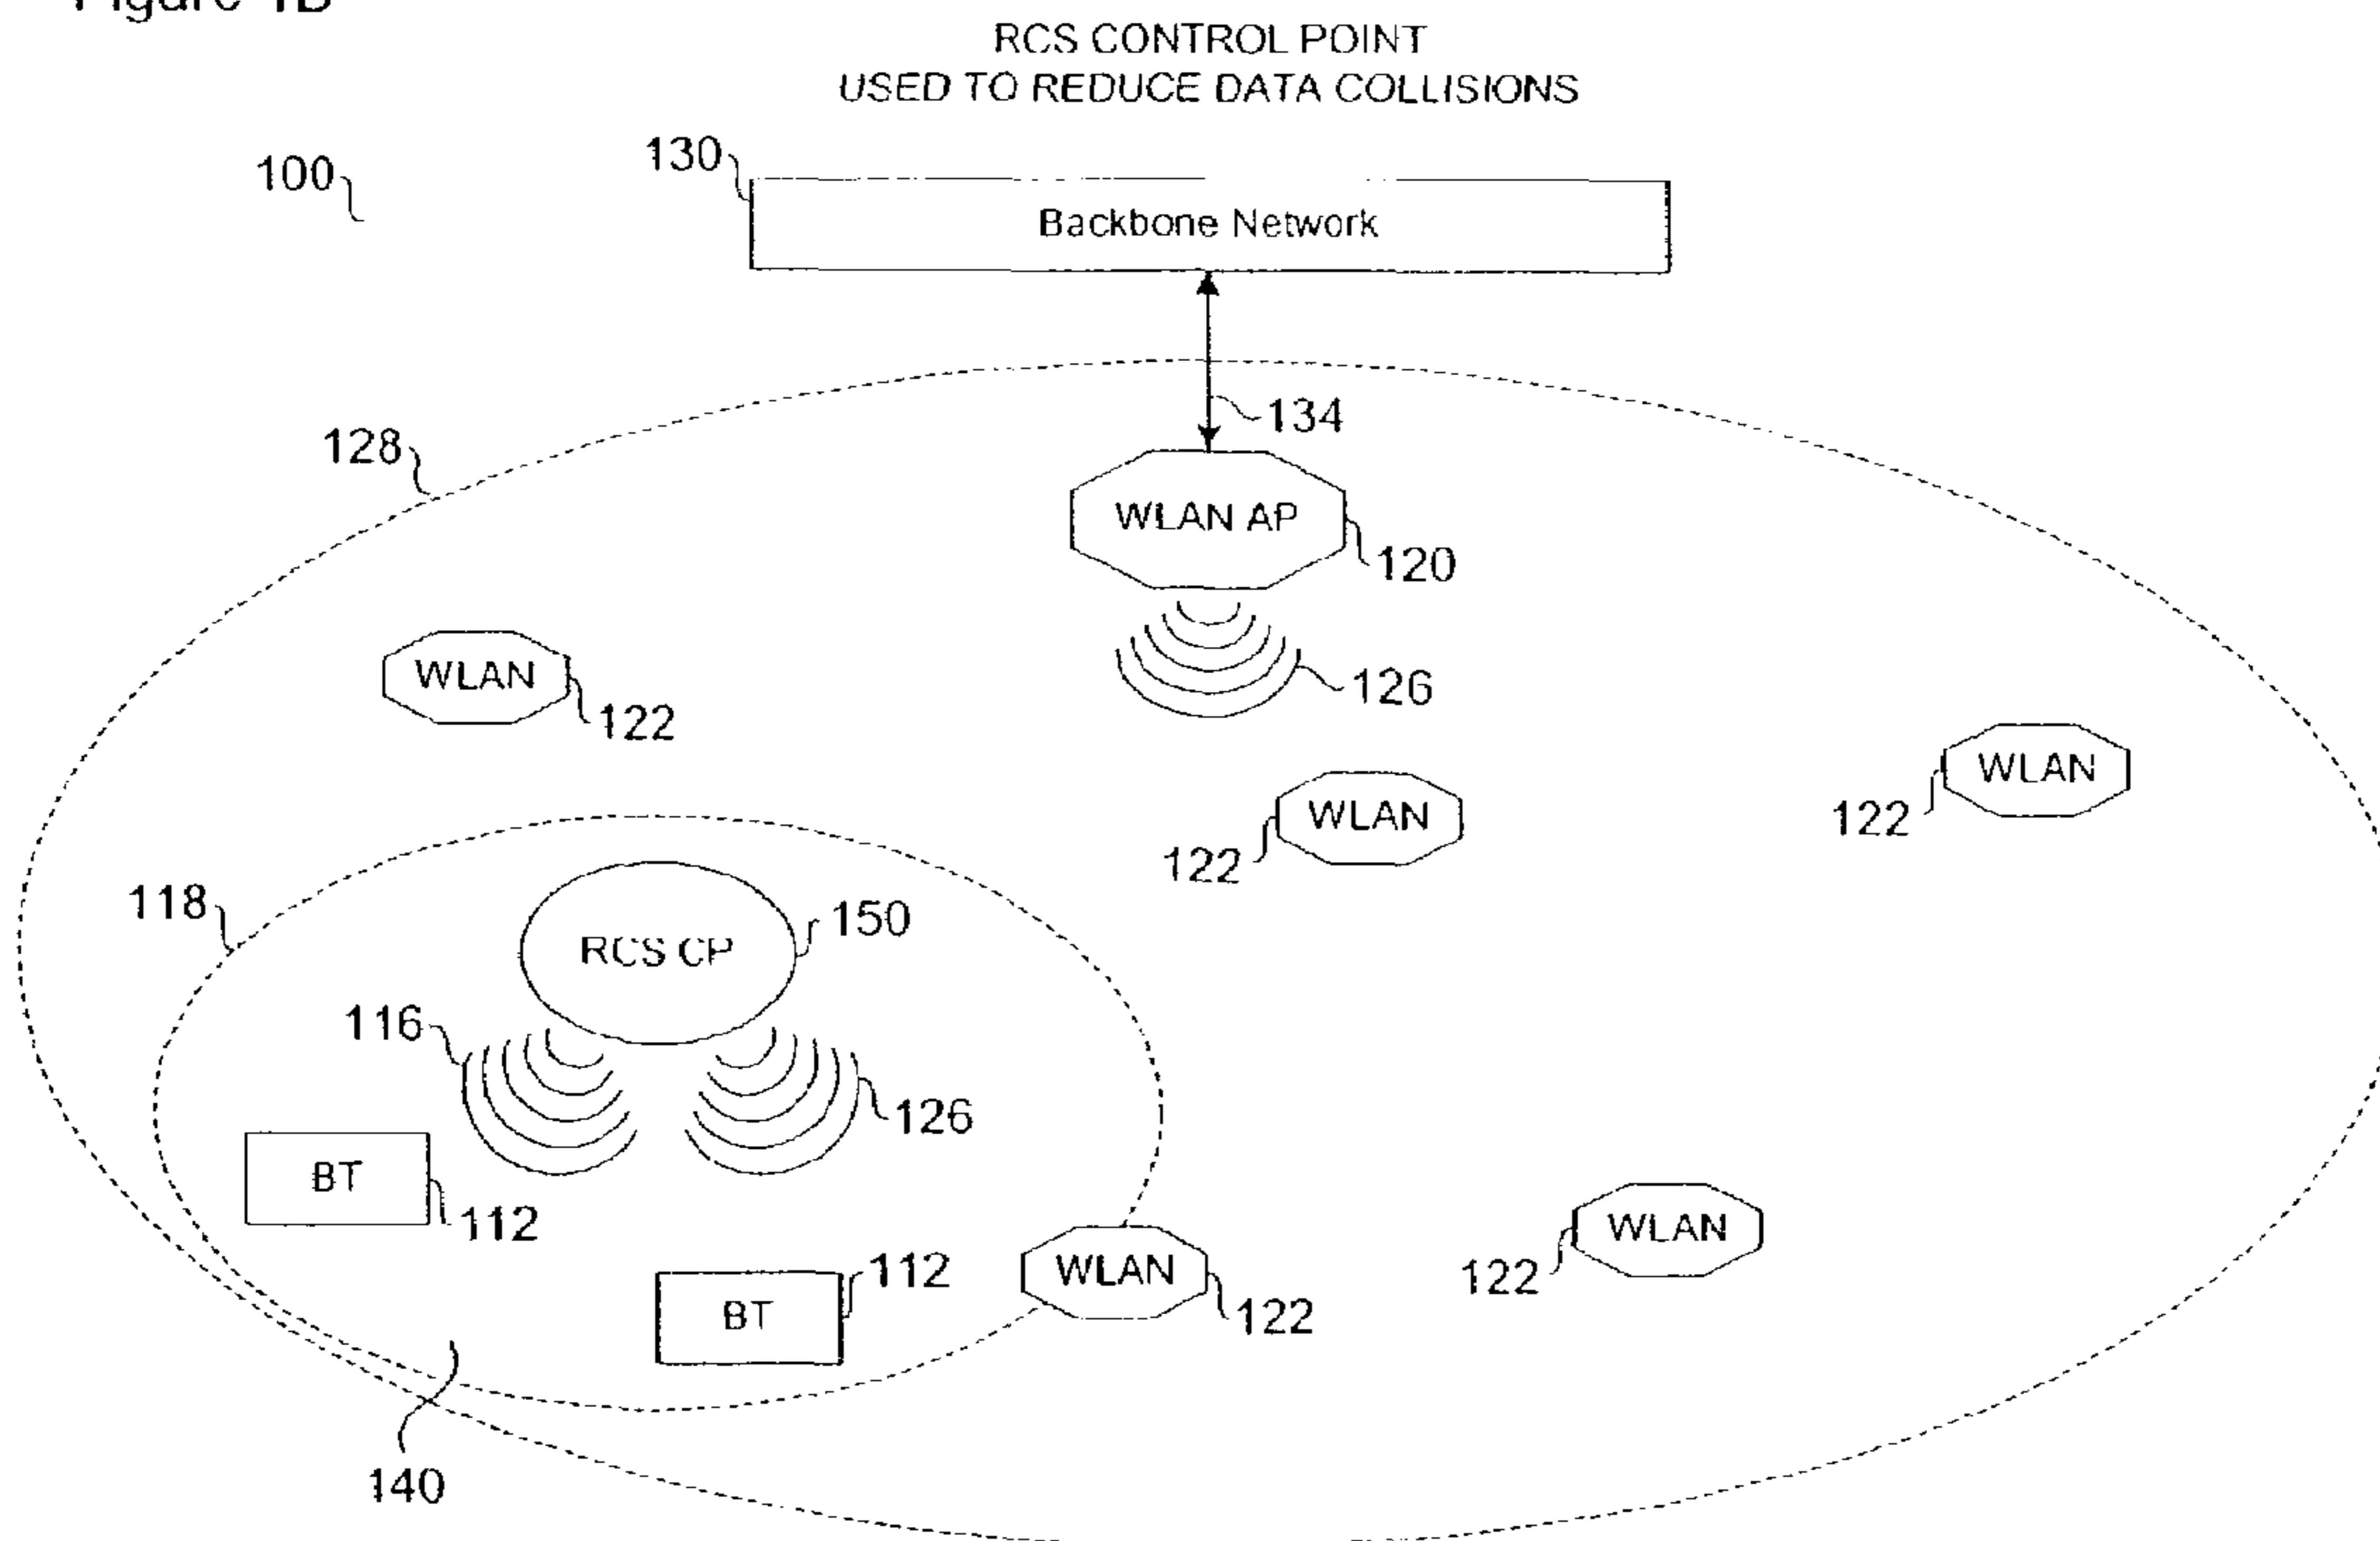 Figure 1B
RCS CONTROL POINT
USED TO REDUCE DATA COLLISIONS
130
100
Backbone Network
134
128
WLAN AP
120
WLAN
126
122
WLAN
WLAN
122
122
118
150
RCS CP
116
126
BT
112
WLAN
122
112
WLAN
BT
122
140